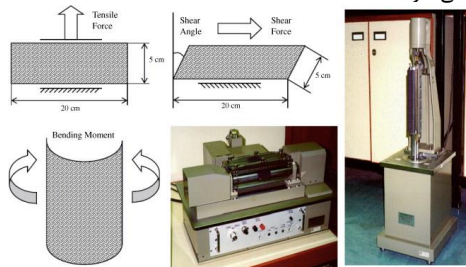 Tensile
Force
5 cm
20 cm
Shear
Angle
Shear
Force
5 cm
20 cm
Bending Moment